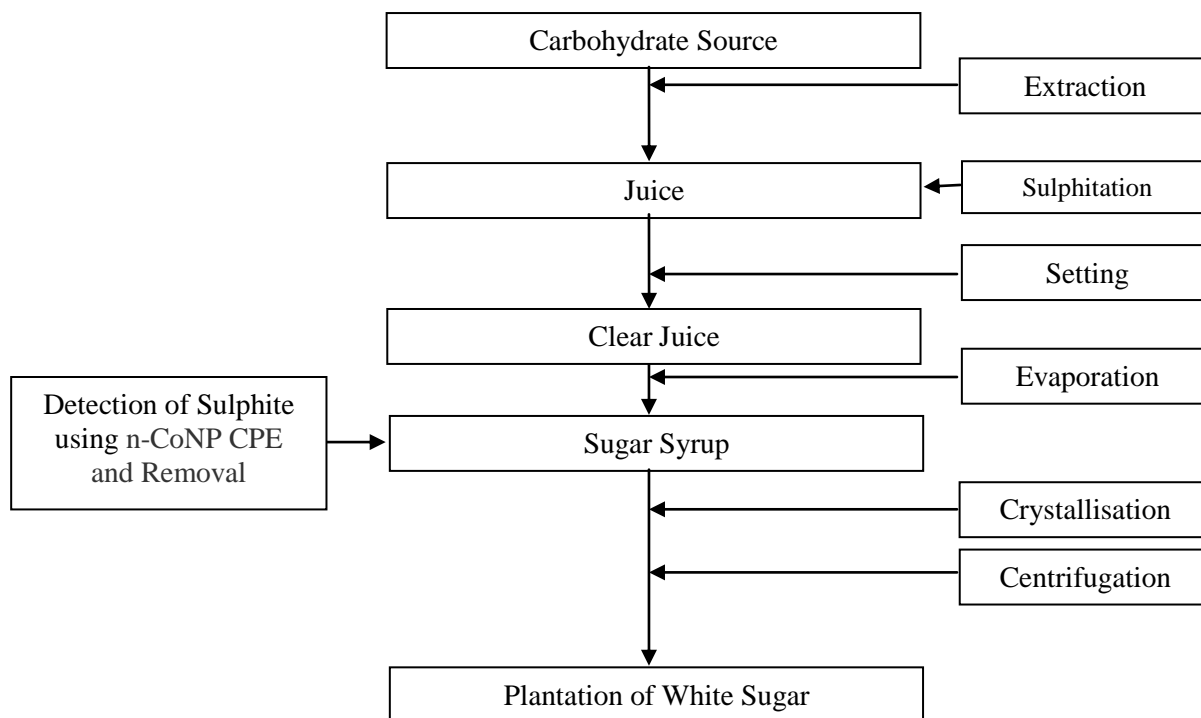 Carbohydrate Source
Extraction
Juice
Sulphitation
Setting
Clear Juice
Evaporation
Detection of Sulphite
using n-CoNP CPE
and Removal
Sugar Syrup
Crystallisation
Centrifugation
Plantation of White Sugar